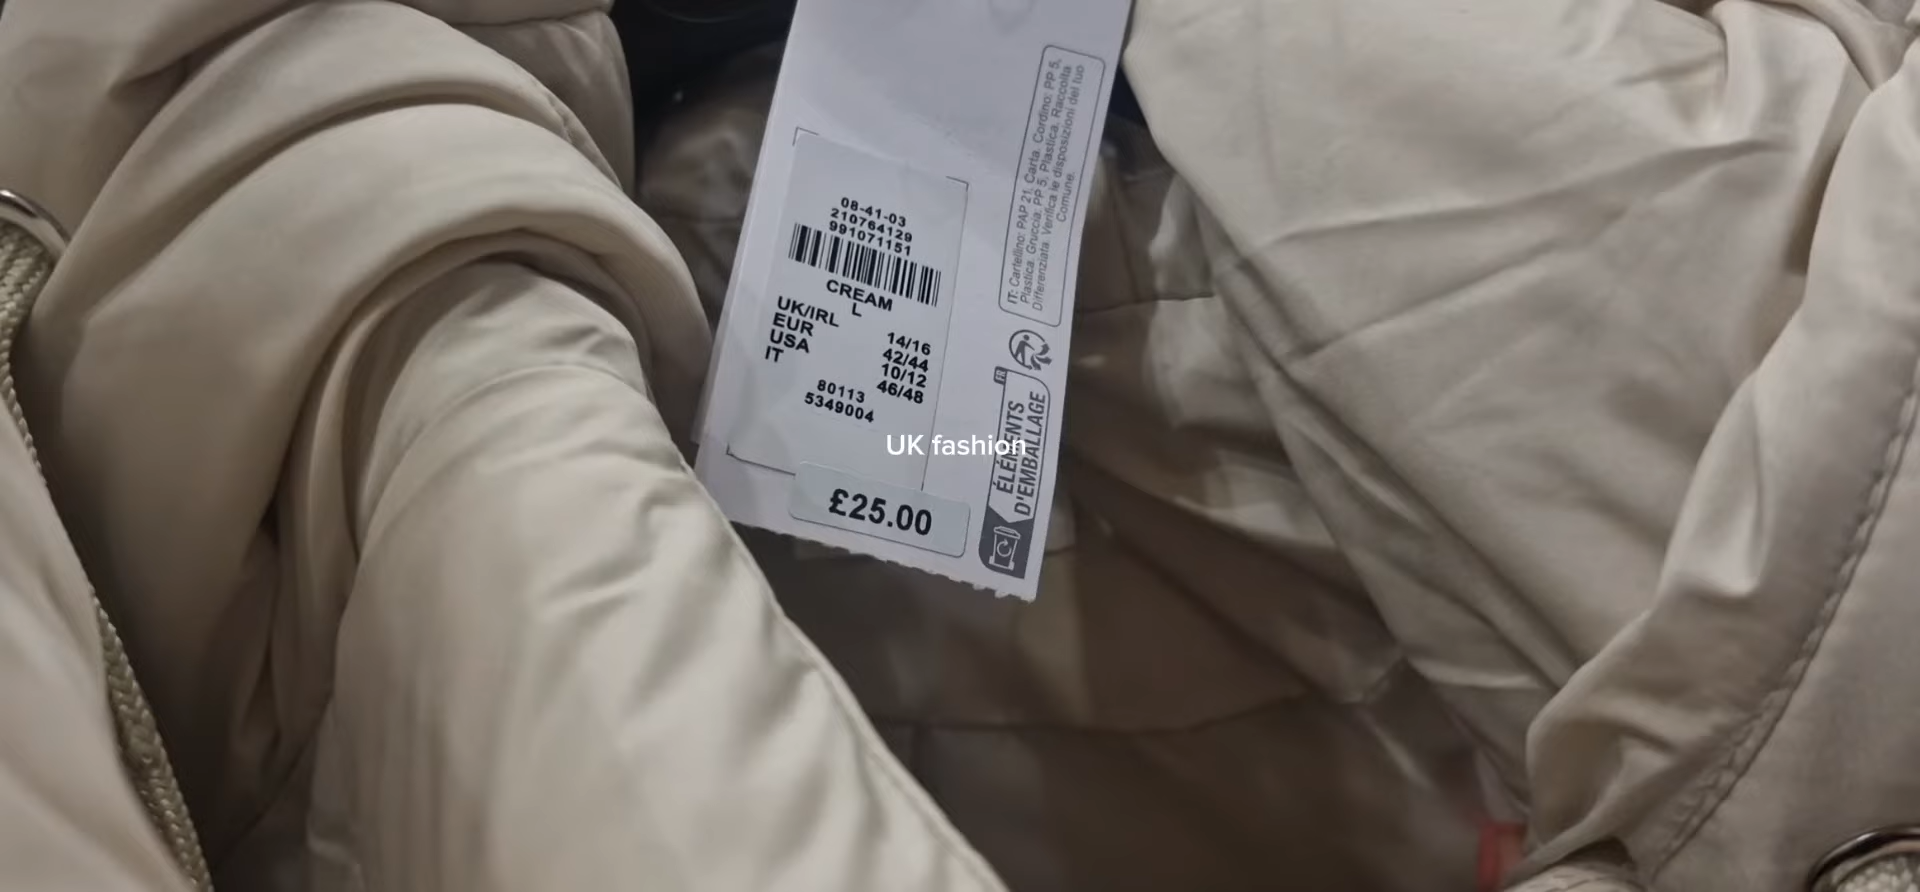 08-41-03
210764129
991071151
CREAM
L
UK/IRL 14/16
EUR 42/44
USA 10/12
IT 46/48
80113
5349004
£25.00
IT: Cartellino: PAP 21, Carta. Cordino: PP 5,
Plastica. Gruccia: PP 5, Plastica. Raccolta
Differenziata. Verifica le disposizioni del tuo
Comune.
FR
ÉLÉMENTS
D'EMBALLAGE
UK fashion